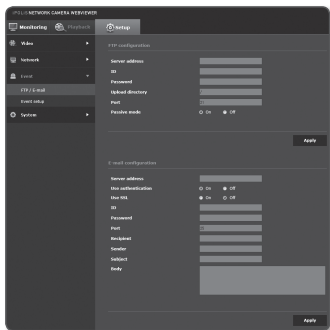 iPOLiS NETWORK CAMERA WEBVIEWER
Monitoring
Playback
Setup
Video
Network
Event
FTP / E-mail
Event setup
System
FTP configuration
Server address
ID
Password
Upload directory
Port
Passive mode
On
Off
Apply
E-mail configuration
Server address
Use authentication
On
Off
Use SSL
On
Off
ID
Password
Port
Recipient
Sender
Subject
Body
Apply